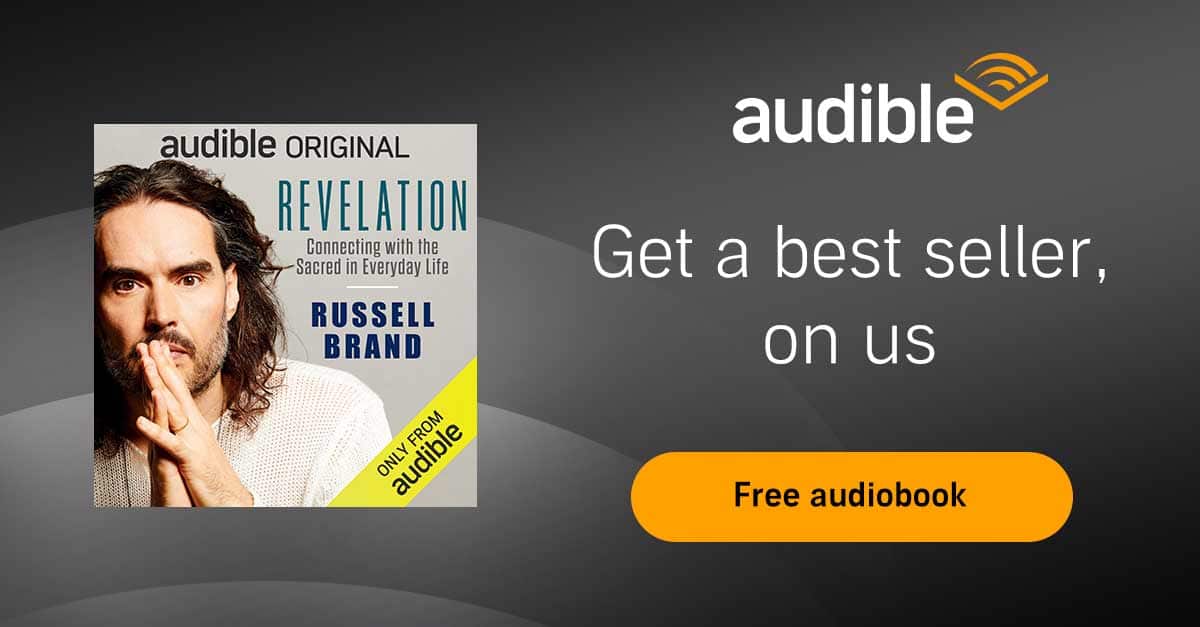 audible ORIGINAL
REVELATION
Connecting with the
Sacred in Everyday Life
RUSSELL
BRAND
ONLY FROM
audible
audible
Get a best seller,
on us
Free audiobook